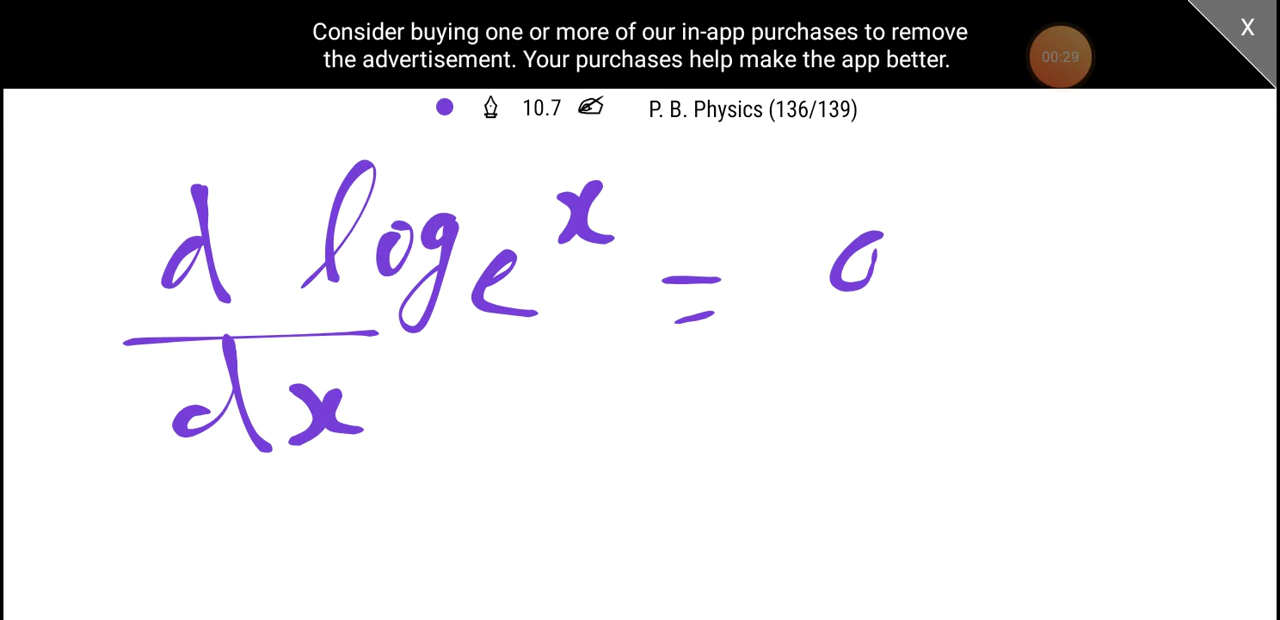 Consider buying one or more of our in-app purchases to remove
the advertisement. Your purchases help make the app better.
X
00:29
10.7 P. B. Physics (136/139)
d log e x = 0
dx